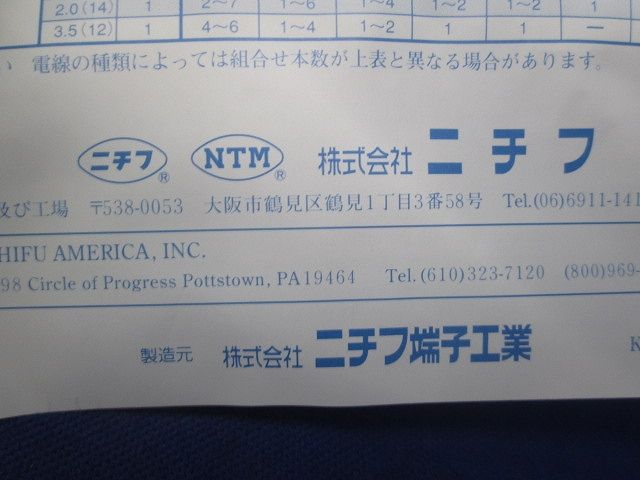 2.0(14) 1 2～7 1～6 1～4 1～2 1～2 1
3.5(12) 1 4～6 1～4 1～2 1 1 —
い 電線の種類によっては組合せ本数が上表と異なる場合があります。
ニチフ® NTM® 株式会社 ニチフ
及び工場 〒538-0053 大阪市鶴見区鶴見1丁目3番58号 Tel.(06)6911-141
HIFU AMERICA, INC.
98 Circle of Progress Pottstown, PA19464 Tel.(610)323-7120 (800)969-
製造元 株式会社 ニチフ端子工業 K